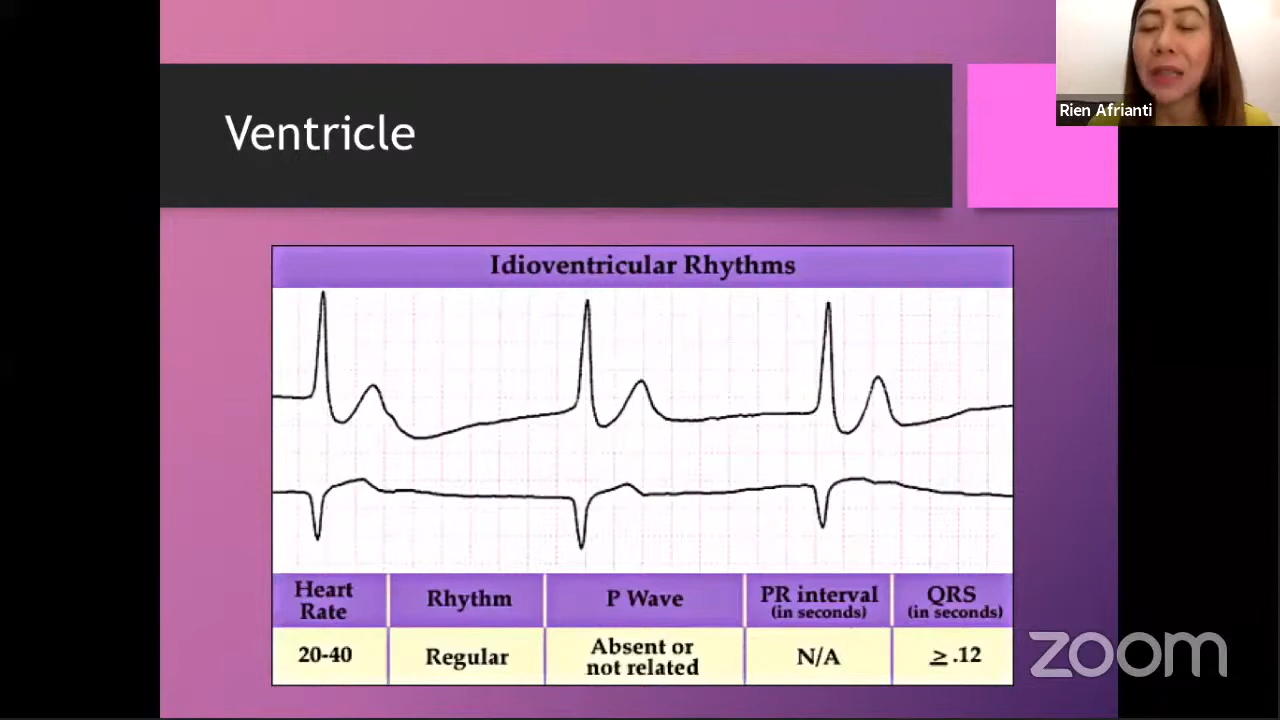 Ventricle
Rien Afrianti
Idioventricular Rhythms
Heart
Rate
Rhythm
P Wave
PR interval
(in seconds)
QRS
(in seconds)
20-40
Regular
Absent or
not related
N/A
≥ .12
zoom